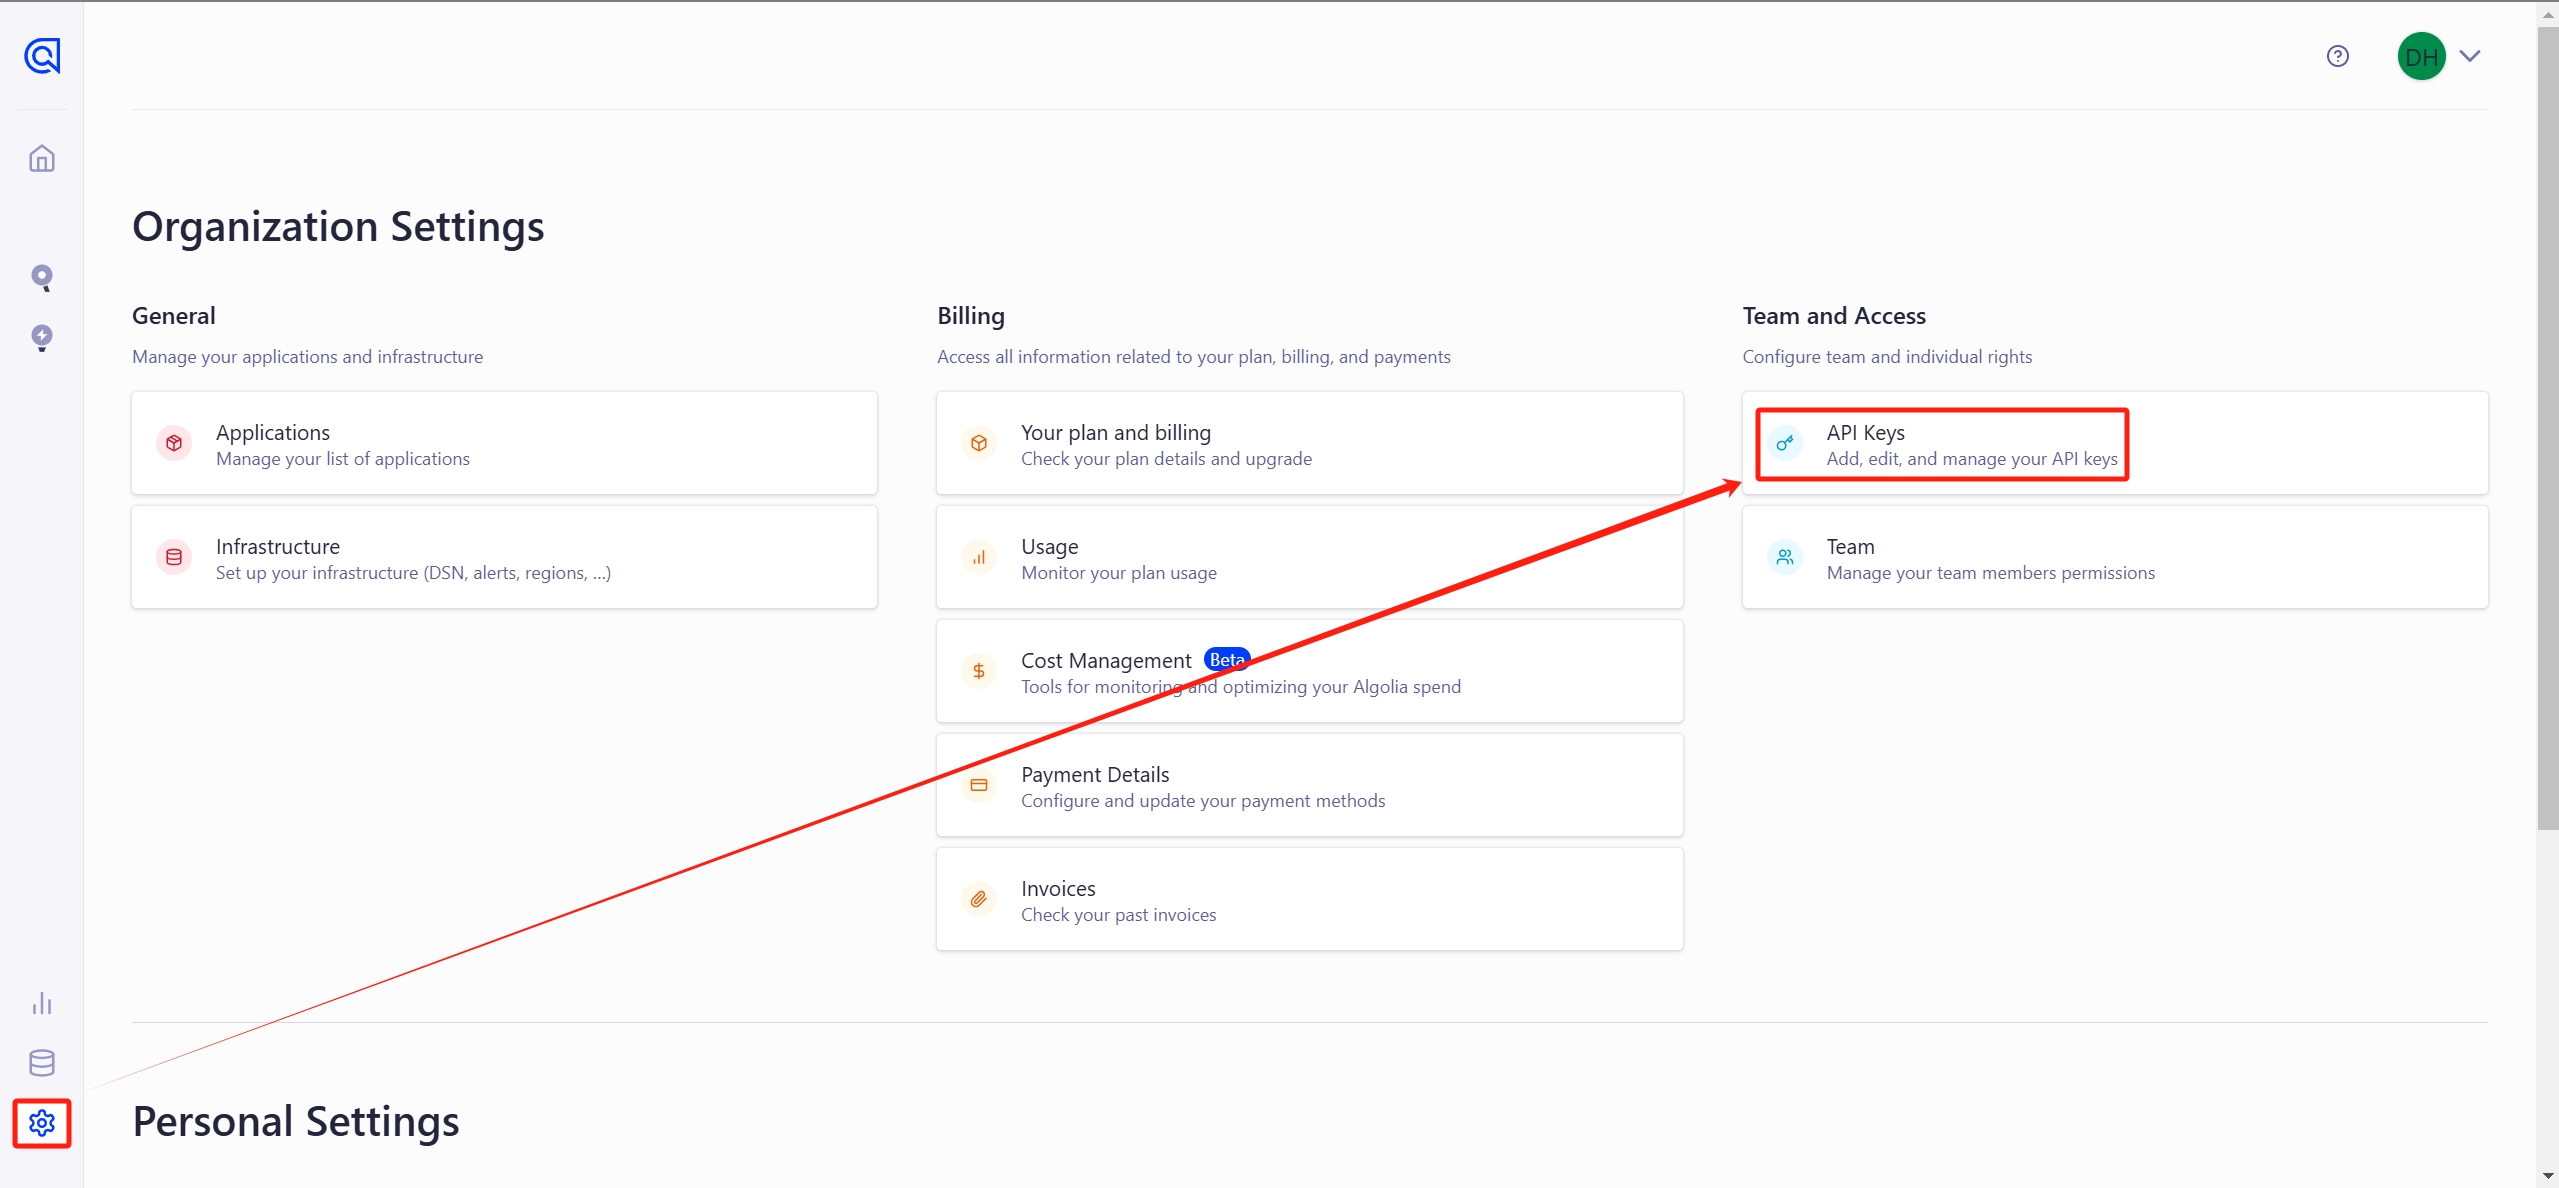 DH
Organization Settings
General
Manage your applications and infrastructure
Applications
Manage your list of applications
Infrastructure
Set up your infrastructure (DSN, alerts, regions, ...)
Billing
Access all information related to your plan, billing, and payments
Your plan and billing
Check your plan details and upgrade
Usage
Monitor your plan usage
Cost Management Beta
Tools for monitoring and optimizing your Algolia spend
Payment Details
Configure and update your payment methods
Invoices
Check your past invoices
Team and Access
Configure team and individual rights
API Keys
Add, edit, and manage your API keys
Team
Manage your team members permissions
Personal Settings